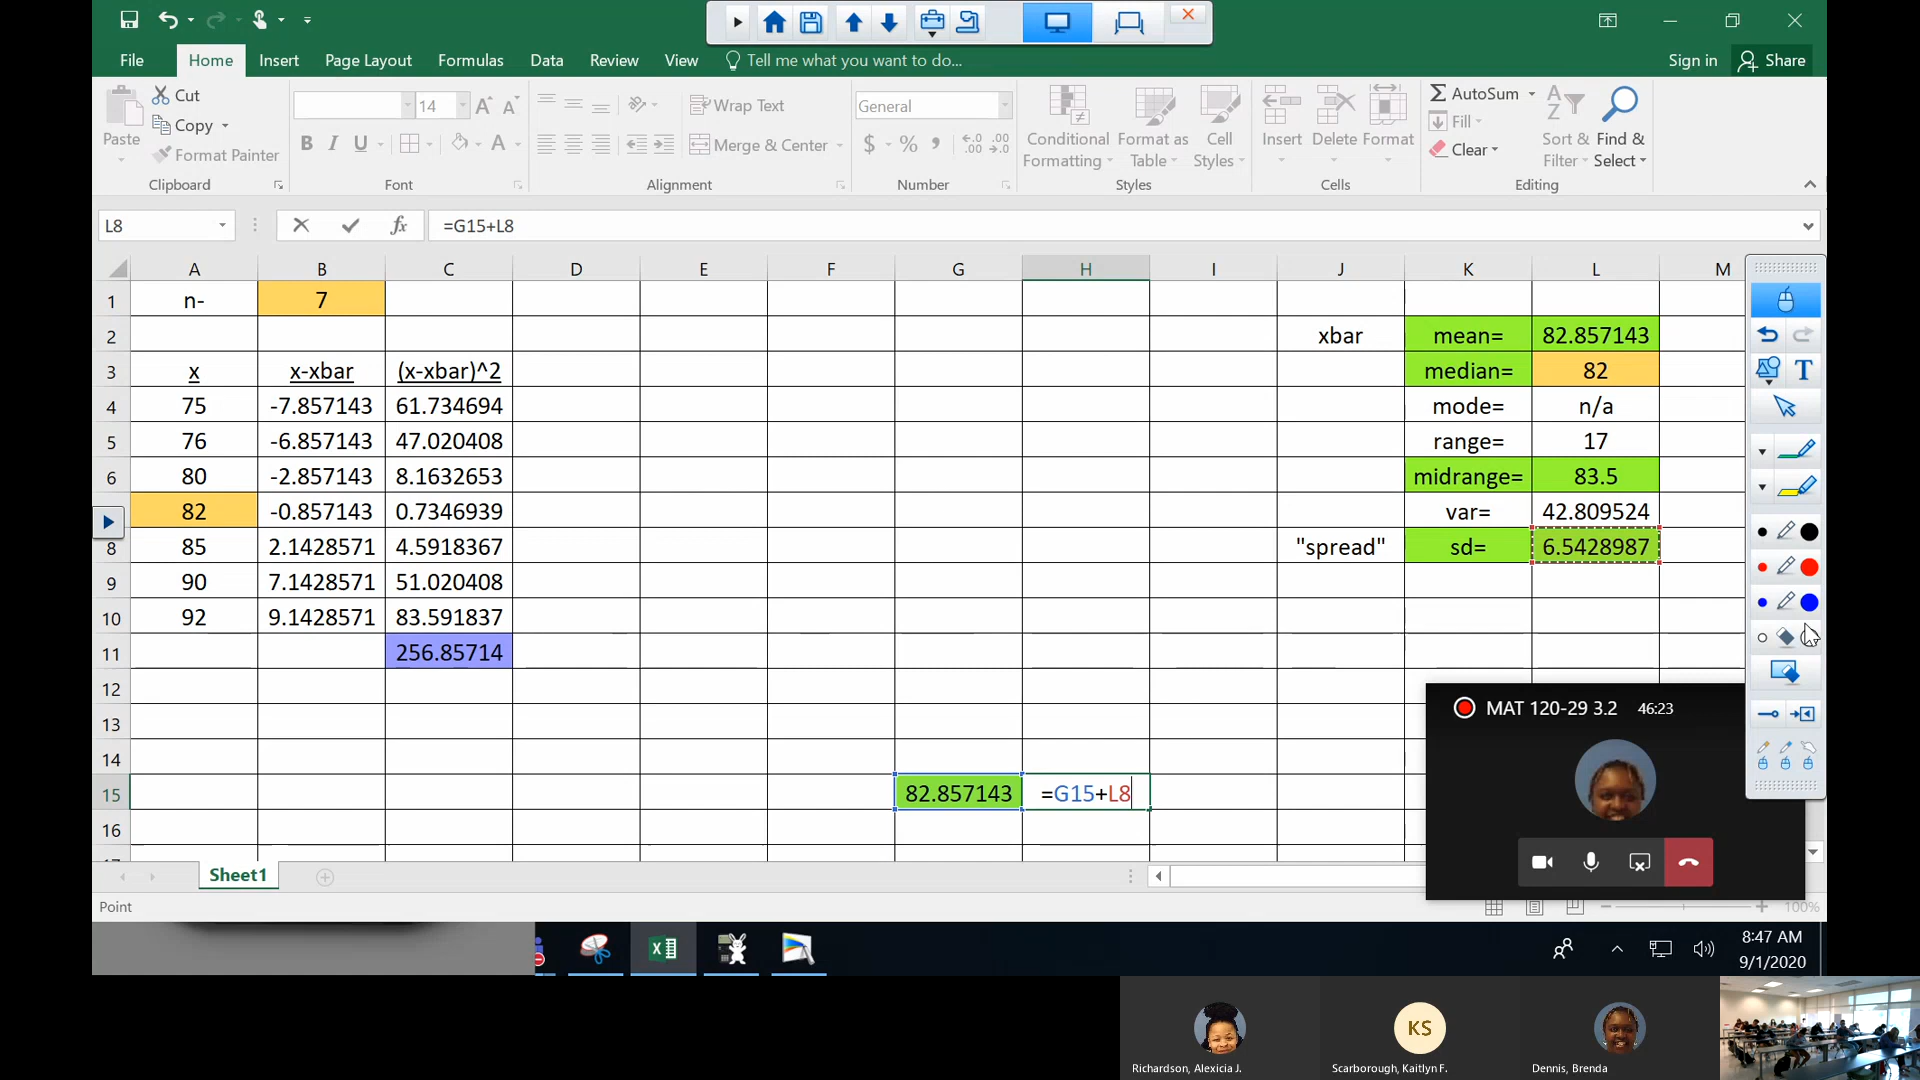 File Home Insert Page Layout Formulas Data Review View Tell me what you want to do... Sign in Share
Cut
Copy
Format Painter
Paste
Clipboard
14
B I U A
Font
Wrap Text
Merge & Center
Alignment
General
$ % ,
Number
Conditional Formatting
Format as Table
Cell Styles
Styles
Insert Delete Format
Cells
AutoSum
Fill
Clear
Sort & Filter
Find & Select
Editing
L8 fx =G15+L8
A B C D E F G H I J K L M
1 n- 7
2 xbar mean= 82.857143
3 x x-xbar (x-xbar)^2 median= 82
4 75 -7.857143 61.734694 mode= n/a
5 76 -6.857143 47.020408 range= 17
6 80 -2.857143 8.1632653 midrange= 83.5
82 -0.857143 0.7346939 var= 42.809524
8 85 2.1428571 4.5918367 "spread" sd= 6.5428987
9 90 7.1428571 51.020408
10 92 9.1428571 83.591837
11 256.85714
12
13
14
15 82.857143 =G15+L8
16
MAT 120-29 3.2 46:23
Sheet1
Point
100%
8:47 AM
9/1/2020
KS
Richardson, Alexicia J. Scarborough, Kaitlyn F. Dennis, Brenda